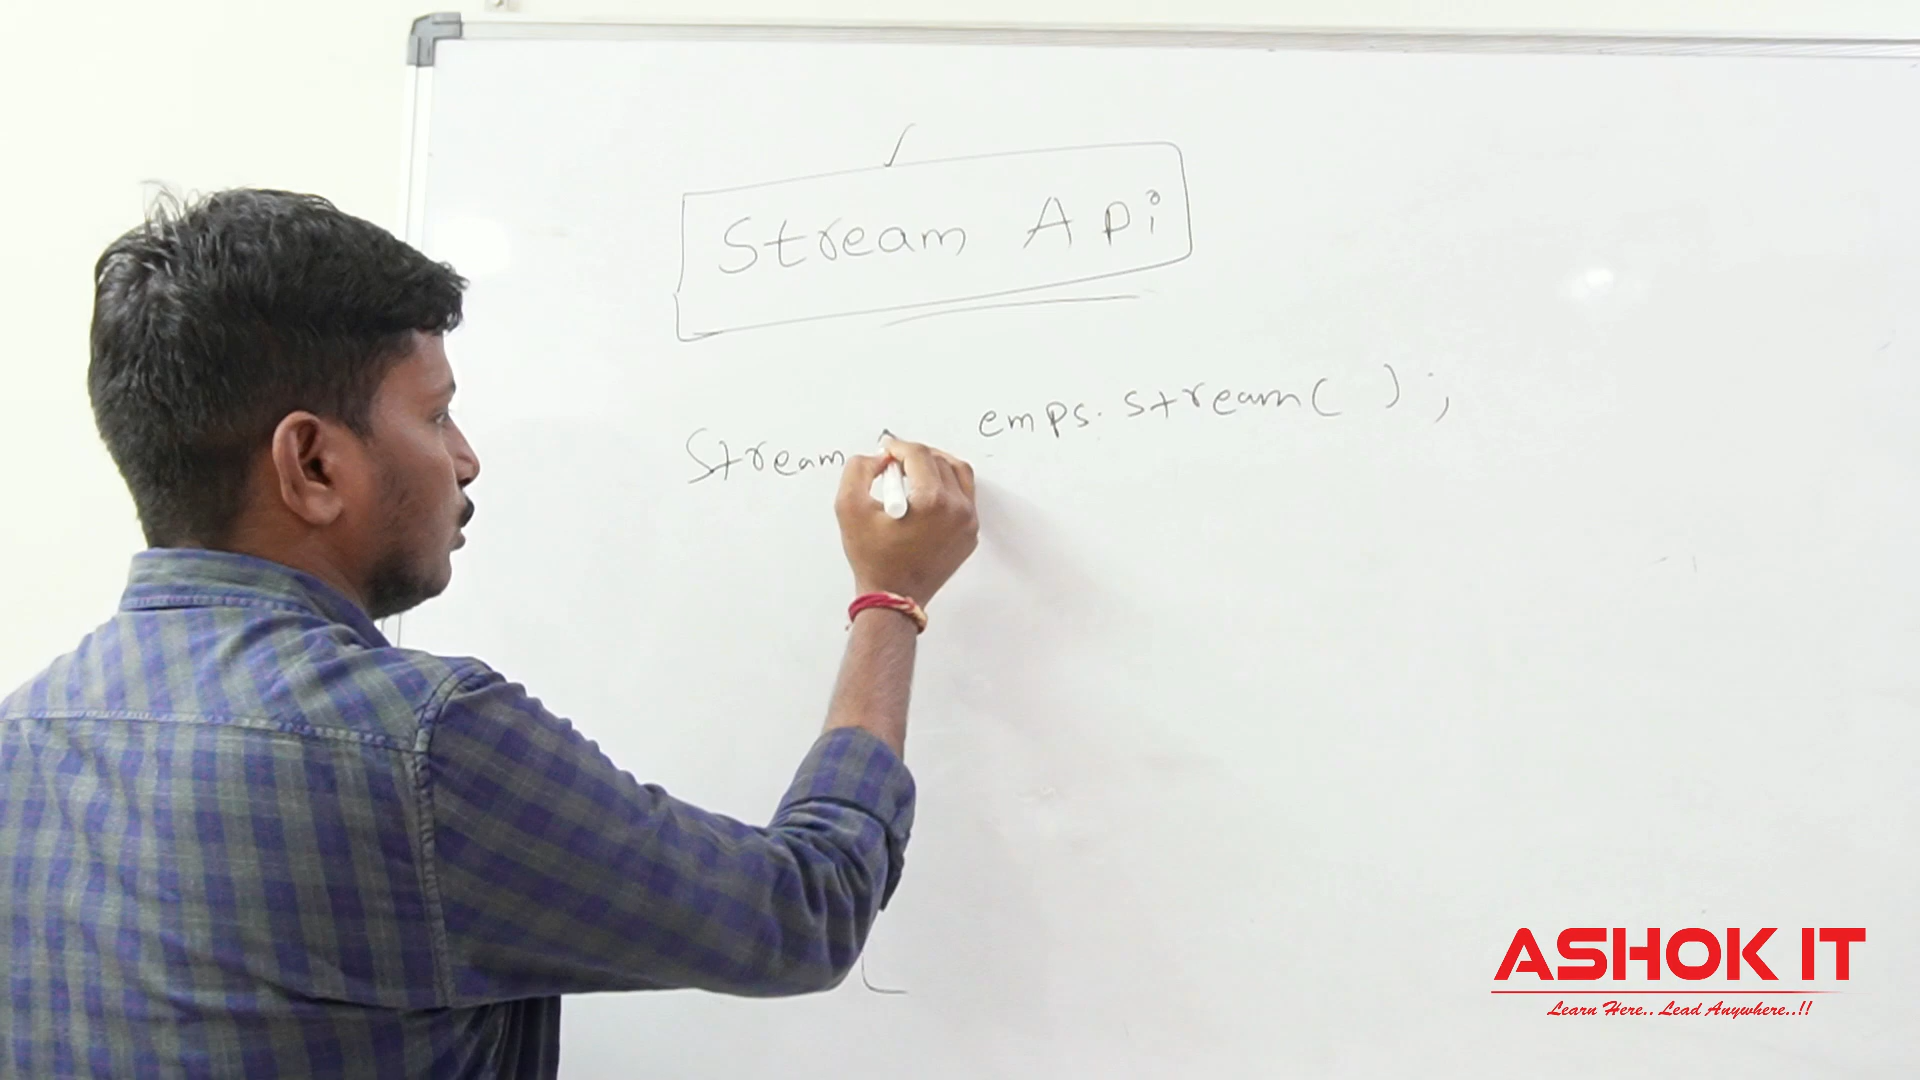 Stream Api
emps.stream( );
Stream
ASHOK IT
Learn Here.. Lead Anywhere..!!